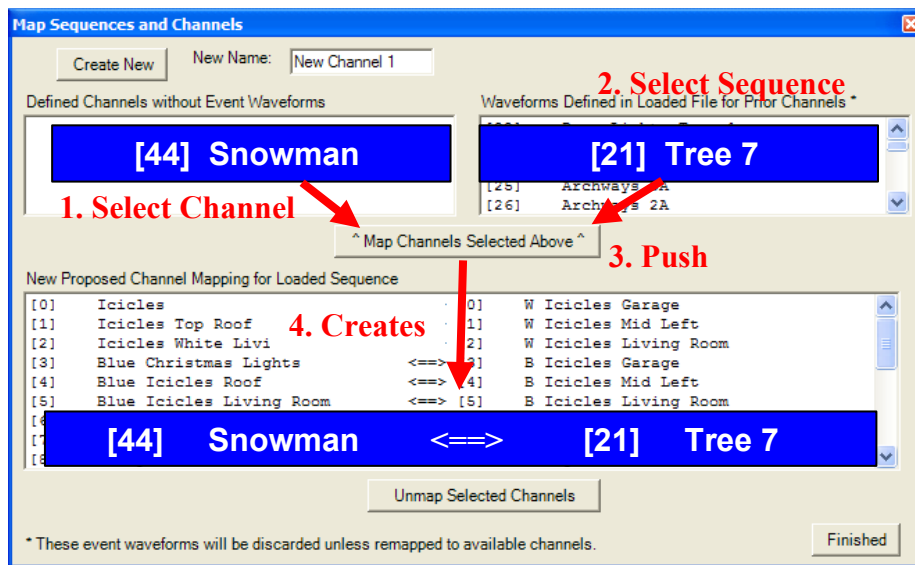 Map Sequences and Channels
Create New New Name: New Channel 1
2. Select Sequence
Defined Channels without Event Waveforms Waveforms Defined in Loaded File for Prior Channels *
[44] Snowman [21] Tree 7
[25] Archways
[26] Archways 2A
1. Select Channel
^ Map Channels Selected Above ^
3. Push
New Proposed Channel Mapping for Loaded Sequence
[0] Icicles W Icicles Garage
[1] Icicles Top Roof W Icicles Mid Left
4. Creates
[2] Icicles White Livi W Icicles Living Room
[3] Blue Christmas Lights <==> B Icicles Garage
[4] Blue Icicles Roof <==> [4] B Icicles Mid Left
[5] Blue Icicles Living Room <==> [5] B Icicles Living Room
[44] Snowman <==> [21] Tree 7
Unmap Selected Channels
* These event waveforms will be discarded unless remapped to available channels. Finished